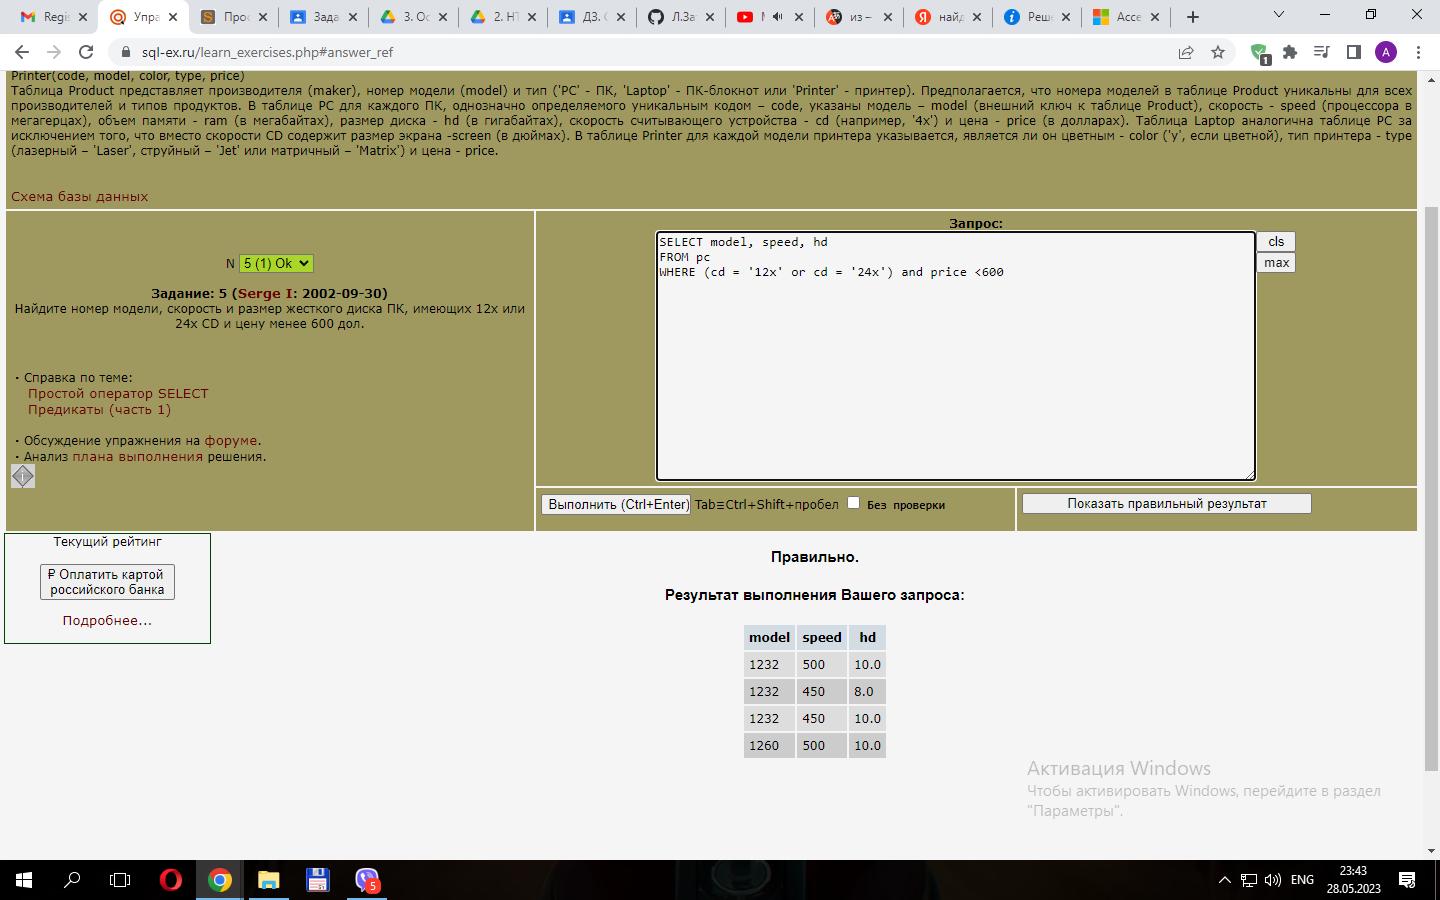 Regis
Упра
Прос
Зада
3. Ос
2. HT
ДЗ.
Л.За
из –
найд
Реше
Acce
sql-ex.ru/learn_exercises.php#answer_ref
1
A
Printer(code, model, color, type, price)
Таблица Product представляет производителя (maker), номер модели (model) и тип ('PC' - ПК, 'Laptop' - ПК-блокнот или 'Printer' - принтер). Предполагается, что номера моделей в таблице Product уникальны для всех
производителей и типов продуктов. В таблице PC для каждого ПК, однозначно определяемого уникальным кодом – code, указаны модель – model (внешний ключ к таблице Product), скорость - speed (процессора в
мегагерцах), объем памяти - ram (в мегабайтах), размер диска - hd (в гигабайтах), скорость считывающего устройства - cd (например, '4x') и цена - price (в долларах). Таблица Laptop аналогична таблице РС за
исключением того, что вместо скорости CD содержит размер экрана -screen (в дюймах). В таблице Printer для каждой модели принтера указывается, является ли он цветным - color ('y', если цветной), тип принтера - type
(лазерный – 'Laser', струйный – 'Jet' или матричный – 'Matrix') и цена - price.
Схема базы данных
N 5 (1) Ok
Задание: 5 (Serge I: 2002-09-30)
Найдите номер модели, скорость и размер жесткого диска ПК, имеющих 12x или
24x CD и цену менее 600 дол.
· Справка по теме:
Простой оператор SELECT
Предикаты (часть 1)
· Обсуждение упражнения на форуме.
· Анализ плана выполнения решения.
Запрос:
SELECT model, speed, hd
FROM pc
WHERE (cd = '12x' or cd = '24x') and price <600
cls
max
Выполнить (Ctrl+Enter) Tab≡Ctrl+Shift+пробел Без проверки
Показать правильный результат
Текущий рейтинг
₽ Оплатить картой
российского банка
Подробнее...
Правильно.
Результат выполнения Вашего запроса:
model speed hd
1232 500 10.0
1232 450 8.0
1232 450 10.0
1260 500 10.0
Активация Windows
Чтобы активировать Windows, перейдите в раздел
"Параметры".
5
ENG
23:43
28.05.2023